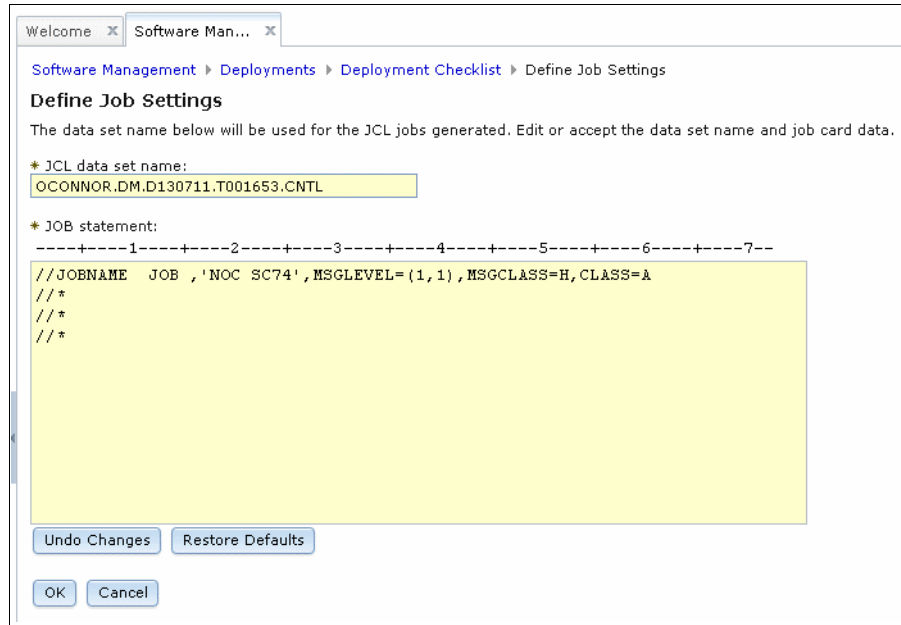 Welcome X Software Man... X
Software Management Deployments Deployment Checklist Define Job Settings
Define Job Settings
The data set name below will be used for the JCL jobs generated. Edit or accept the data set name and job card data.
* JCL data set name:
OCONNOR.DM.D130711.T001653.CNTL
* JOB statement:
----+----1----+----2----+----3----+----4----+----5----+----6----+----7--
//JOBNAME  JOB ,'NOC SC74',MSGLEVEL=(1,1),MSGCLASS=H,CLASS=A
//*
//*
//*
Undo Changes Restore Defaults
OK Cancel